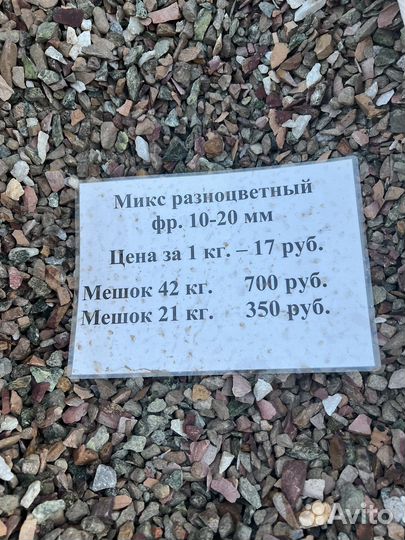 Микс разноцветный
фр. 10-20 мм
Цена за 1 кг. – 17 руб.
Мешок 42 кг. 700 руб.
Мешок 21 кг. 350 руб.
Avito